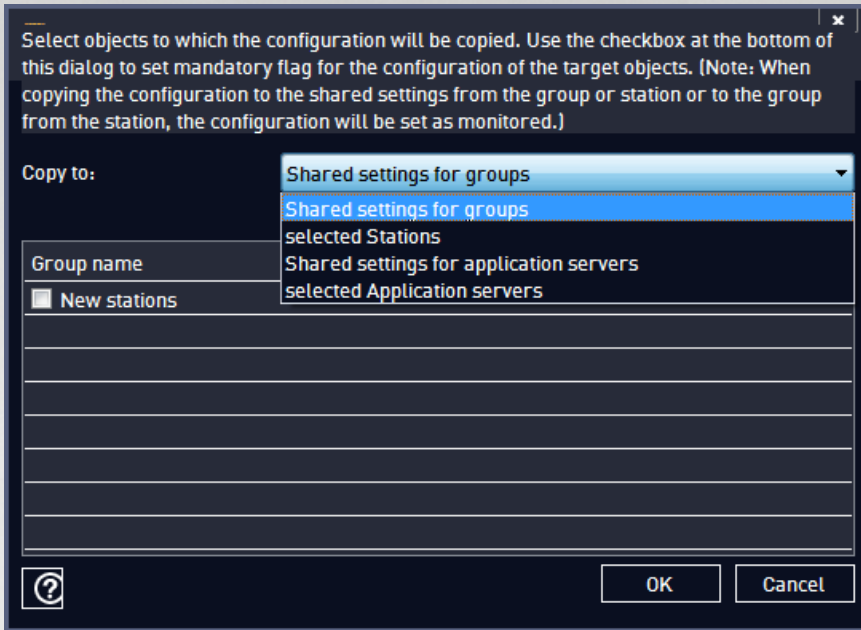 Select objects to which the configuration will be copied. Use the checkbox at the bottom of
this dialog to set mandatory flag for the configuration of the target objects. (Note: When
copying the configuration to the shared settings from the group or station or to the group
from the station, the configuration will be set as monitored.)
Copy to:
Shared settings for groups
Shared settings for groups
selected Stations
Shared settings for application servers
selected Application servers
Group name
New stations
OK
Cancel